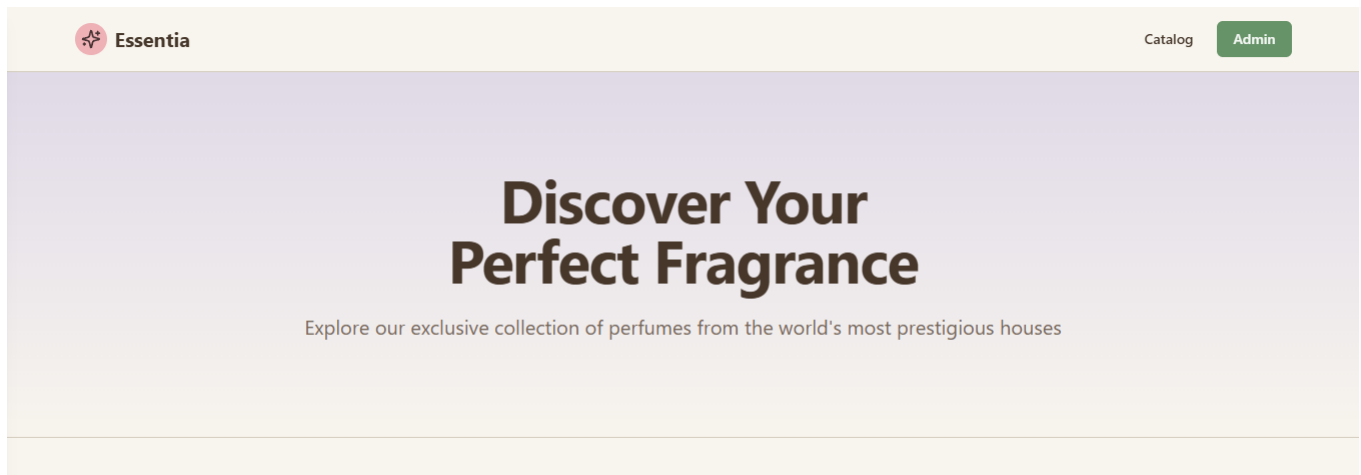 Essentia
Catalog
Admin
Discover Your
Perfect Fragrance
Explore our exclusive collection of perfumes from the world's most prestigious houses